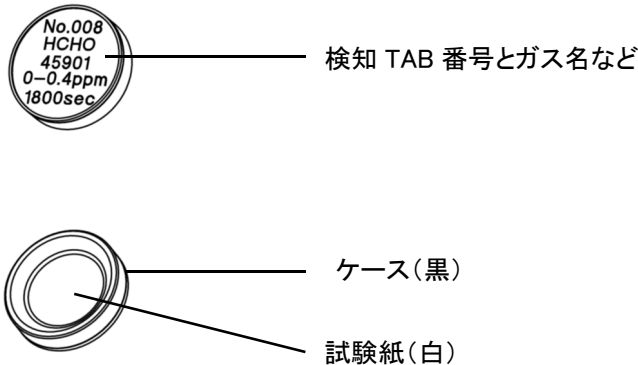 No.008
HCHO
45901
0-0.4ppm
1800sec
検知 TAB 番号とガス名など
ケース(黒)
試験紙(白)